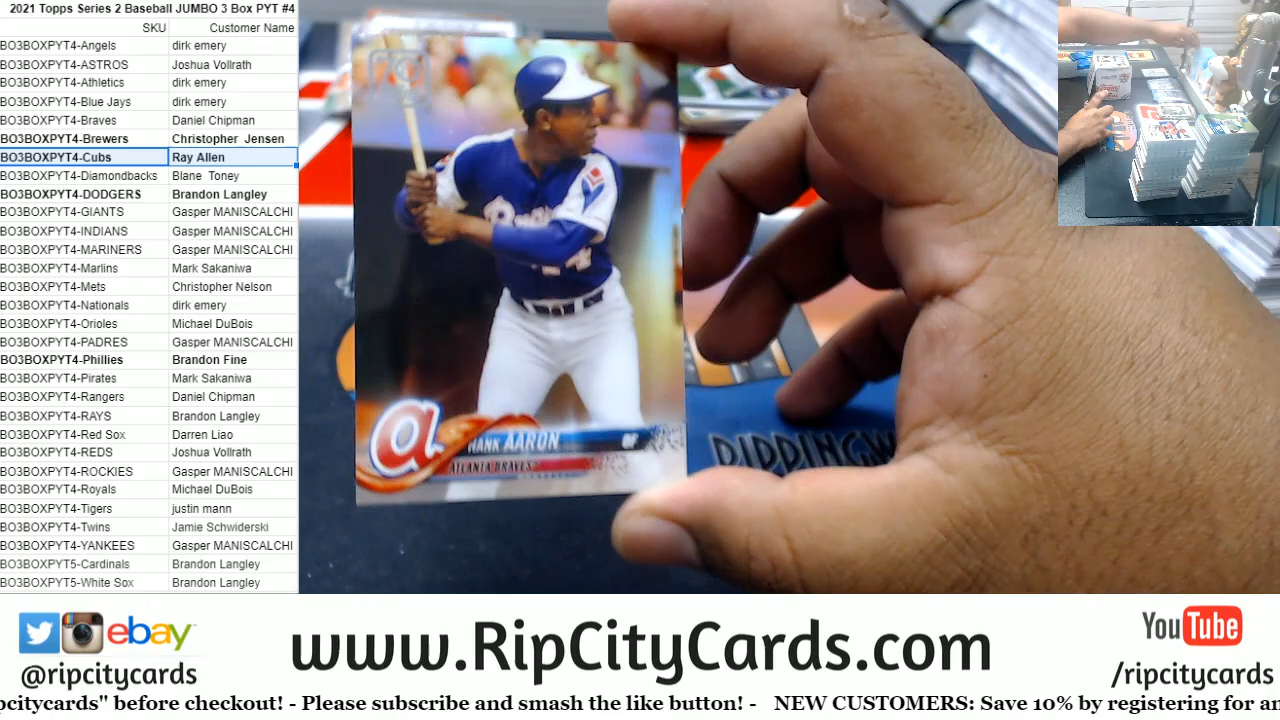 2021 Topps Series 2 Baseball JUMBO 3 Box PYT #4
SKU Customer Name
BO3BOXPYT4-Angels dirk emery
BO3BOXPYT4-ASTROS Joshua Vollrath
BO3BOXPYT4-Athletics dirk emery
BO3BOXPYT4-Blue Jays dirk emery
BO3BOXPYT4-Braves Daniel Chipman
BO3BOXPYT4-Brewers Christopher Jensen
BO3BOXPYT4-Cubs Ray Allen
BO3BOXPYT4-Diamondbacks Blane Toney
BO3BOXPYT4-DODGERS Brandon Langley
BO3BOXPYT4-GIANTS Gasper MANISCALCHI
BO3BOXPYT4-INDIANS Gasper MANISCALCHI
BO3BOXPYT4-MARINERS Gasper MANISCALCHI
BO3BOXPYT4-Marlins Mark Sakaniwa
BO3BOXPYT4-Mets Christopher Nelson
BO3BOXPYT4-Nationals dirk emery
BO3BOXPYT4-Orioles Michael DuBois
BO3BOXPYT4-PADRES Gasper MANISCALCHI
BO3BOXPYT4-Phillies Brandon Fine
BO3BOXPYT4-Pirates Mark Sakaniwa
BO3BOXPYT4-Rangers Daniel Chipman
BO3BOXPYT4-RAYS Brandon Langley
BO3BOXPYT4-Red Sox Darren Liao
BO3BOXPYT4-REDS Joshua Vollrath
BO3BOXPYT4-ROCKIES Gasper MANISCALCHI
BO3BOXPYT4-Royals Michael DuBois
BO3BOXPYT4-Tigers justin mann
BO3BOXPYT4-Twins Jamie Schwiderski
BO3BOXPYT4-YANKEES Gasper MANISCALCHI
BO3BOXPYT5-Cardinals Brandon Langley
BO3BOXPYT5-White Sox Brandon Langley
44
a
HANK AARON OF
ATLANTA BRAVES
RIPPINGW
ebay
@ripcitycards
www.RipCityCards.com
YouTube
/ripcitycards
pcitycards" before checkout! - Please subscribe and smash the like button! - NEW CUSTOMERS: Save 10% by registering for an